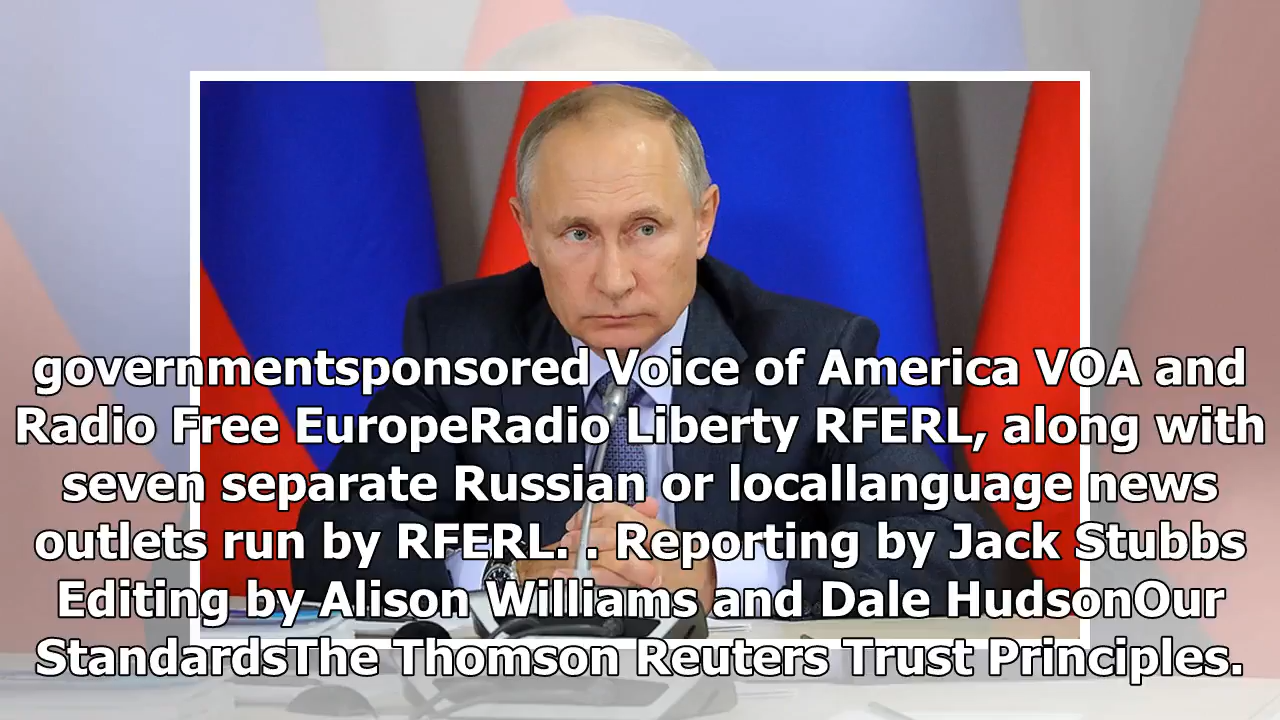 governmentsponsored Voice of America VOA and
Radio Free EuropeRadio Liberty RFERL, along with
seven separate Russian or locallanguage news
outlets run by RFERL. . Reporting by Jack Stubbs
Editing by Alison Williams and Dale HudsonOur
StandardsThe Thomson Reuters Trust Principles.